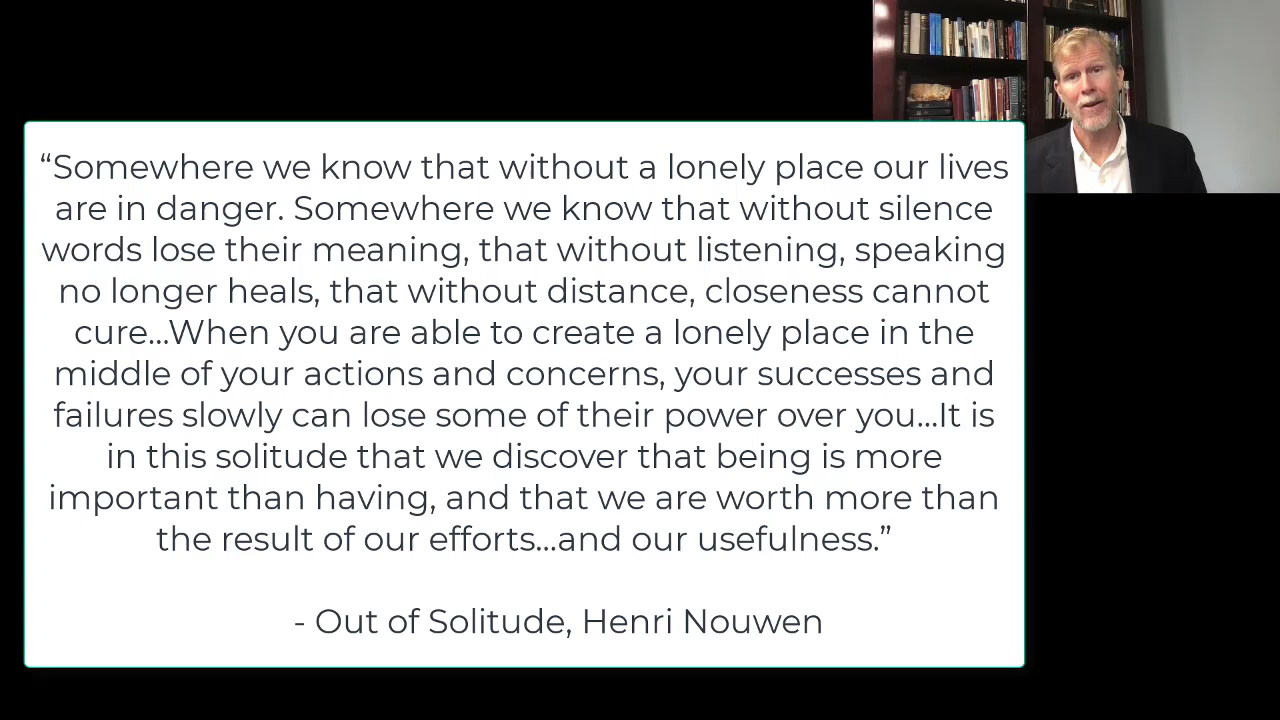 “Somewhere we know that without a lonely place our lives
are in danger. Somewhere we know that without silence
words lose their meaning, that without listening, speaking
no longer heals, that without distance, closeness cannot
cure...When you are able to create a lonely place in the
middle of your actions and concerns, your successes and
failures slowly can lose some of their power over you...It is
in this solitude that we discover that being is more
important than having, and that we are worth more than
the result of our efforts...and our usefulness.”
- Out of Solitude, Henri Nouwen